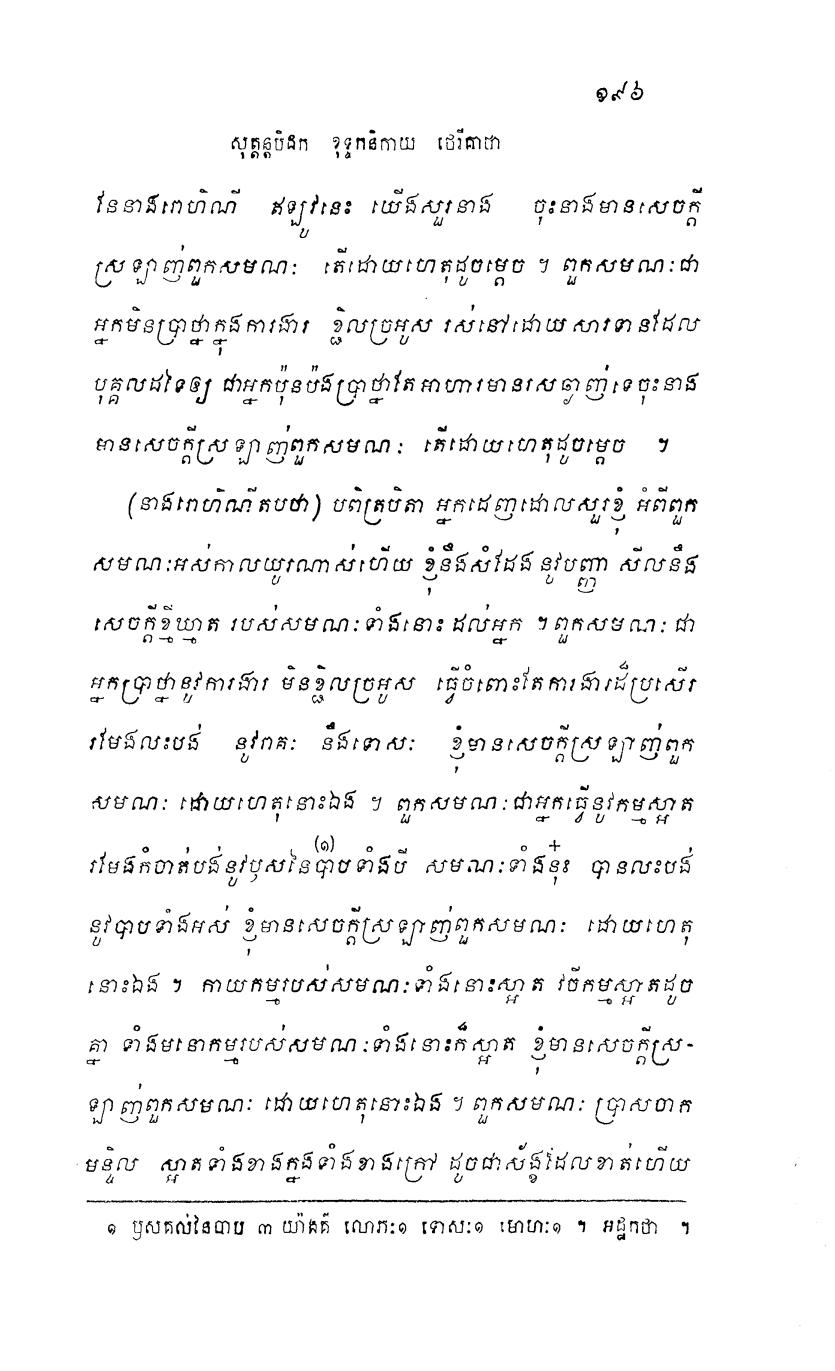 ១៩៦
សុត្តន្តបិដក ខុទ្ទកនិកាយ ថេរីគាថា
នៃនាងរោហិណី ឥឡូវនេះ យើងសួរនាង ចុះនាងមានសេចក្តី
ស្រឡាញ់ពួកសមណៈ តើដោយហេតុដូចម្តេច ។ ពួកសមណៈជា
អ្នកមិនប្រាថ្នាក្នុងការងារ ខ្ជិលច្រអូស រស់នៅដោយសារទានដែល
បុគ្គលដទៃឲ្យ ជាអ្នកប៉ុនប៉ងប្រាថ្នាតែអាហារមានរសឆ្ងាញ់ទេចុះនាង
មានសេចក្តីស្រឡាញ់ពួកសមណៈ តើដោយហេតុដូចម្តេច ។
(នាងរោហិណីតបថា) បពិត្របិតា អ្នកដេញដោលសួរខ្ញុំ អំពីពួក
សមណៈអស់កាលយូរណាស់ហើយ ខ្ញុំនឹងសំដែងនូវបញ្ញា សីលនឹង
សេចក្តីខ្មីឃ្មាត របស់សមណៈទាំងនោះ ដល់អ្នក ។ ពួកសមណៈជា
អ្នកប្រាថ្នានូវការងារ មិនខ្ជិលច្រអូស ធ្វើចំពោះតែការងារដ៏ប្រសើរ
រមែងលះបង់ នូវរាគៈ នឹងទោសៈ ខ្ញុំមានសេចក្តីស្រឡាញ់ពួក
សមណៈ ដោយហេតុនោះឯង ។ ពួកសមណៈជាអ្នកធ្វើនូវកម្មស្អាត
រមែងកំចាត់បង់នូវឫសនៃ(១)បាបទាំងបី សមណៈទាំងនុ៎ះ បានលះបង់
នូវបាបទាំងអស់ ខ្ញុំមានសេចក្តីស្រឡាញ់ពួកសមណៈ ដោយហេតុ
នោះឯង ។ កាយកម្មរបស់សមណៈទាំងនោះស្អាត វចីកម្មស្អាតដូច
គ្នា ទាំងមនោកម្មរបស់សមណៈទាំងនោះក៏ស្អាត ខ្ញុំមានសេចក្តីស្រ-
ឡាញ់ពួកសមណៈ ដោយហេតុនោះឯង ។ ពួកសមណៈ ប្រាសចាក
មន្ទិល ស្អាតទាំងខាងក្នុងទាំងខាងក្រៅ ដូចជាស័ង្ខដែលខាត់ហើយ
១ ឫសគល់នៃបាប ៣ យ៉ាងគឺ លោភៈ១ ទោសៈ១ មោហៈ១ ។ អដ្ឋកថា ។